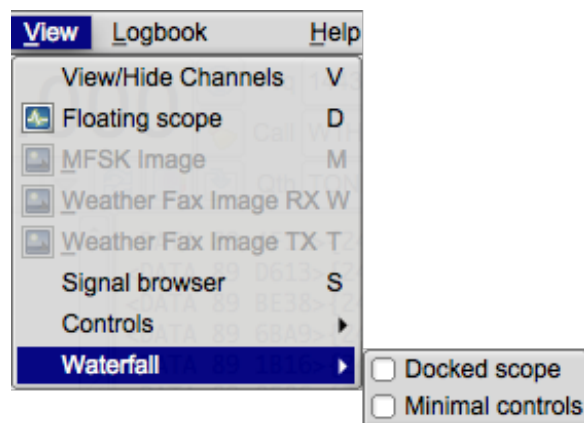 View Logbook Help
View/Hide Channels V
Floating scope D
MFSK Image M
Weather Fax Image RX W
Weather Fax Image TX T
Signal browser S
Controls
Waterfall
Docked scope
Minimal controls